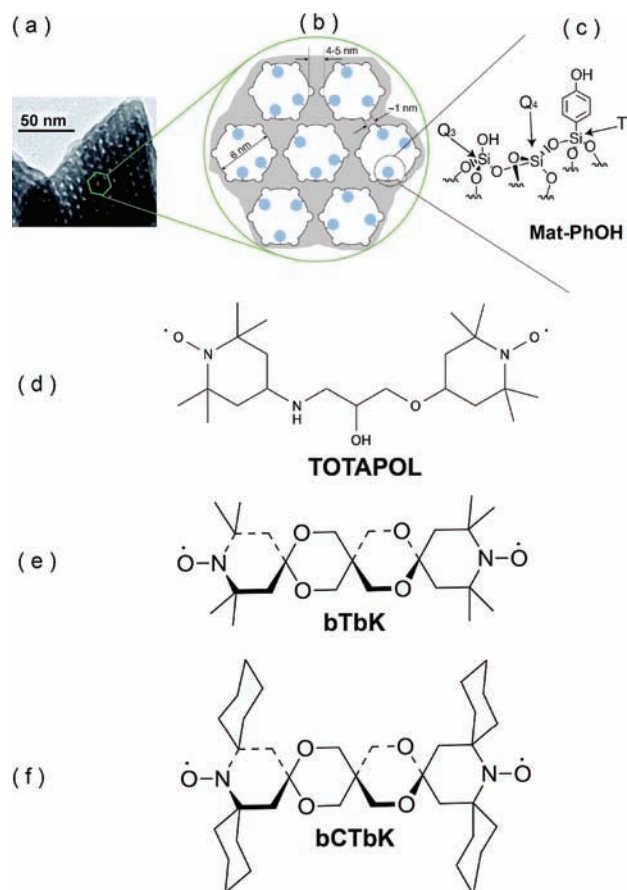 (a)
(b)
(c)
50 nm
4-5 nm
~1 nm
6 nm
OH
Q3
OH
Si
O
O
Q4
O
O
Si
O
O
O
Si
T
O
O
Mat-PhOH
(d)
·O
N
N
O·
N
H
OH
O
TOTAPOL
(e)
·O
N
O
O
O
O
N
O·
bTbK
(f)
·O
N
O
O
O
O
N
O·
bCTbK